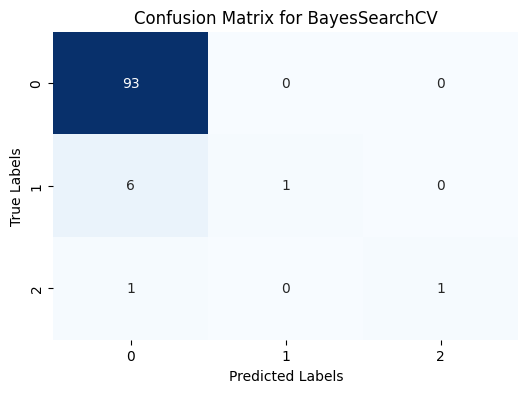 Confusion Matrix for BayesSearchCV
True Labels
0
93 0 0
1
6 1 0
2
1 0 1
0 1 2
Predicted Labels